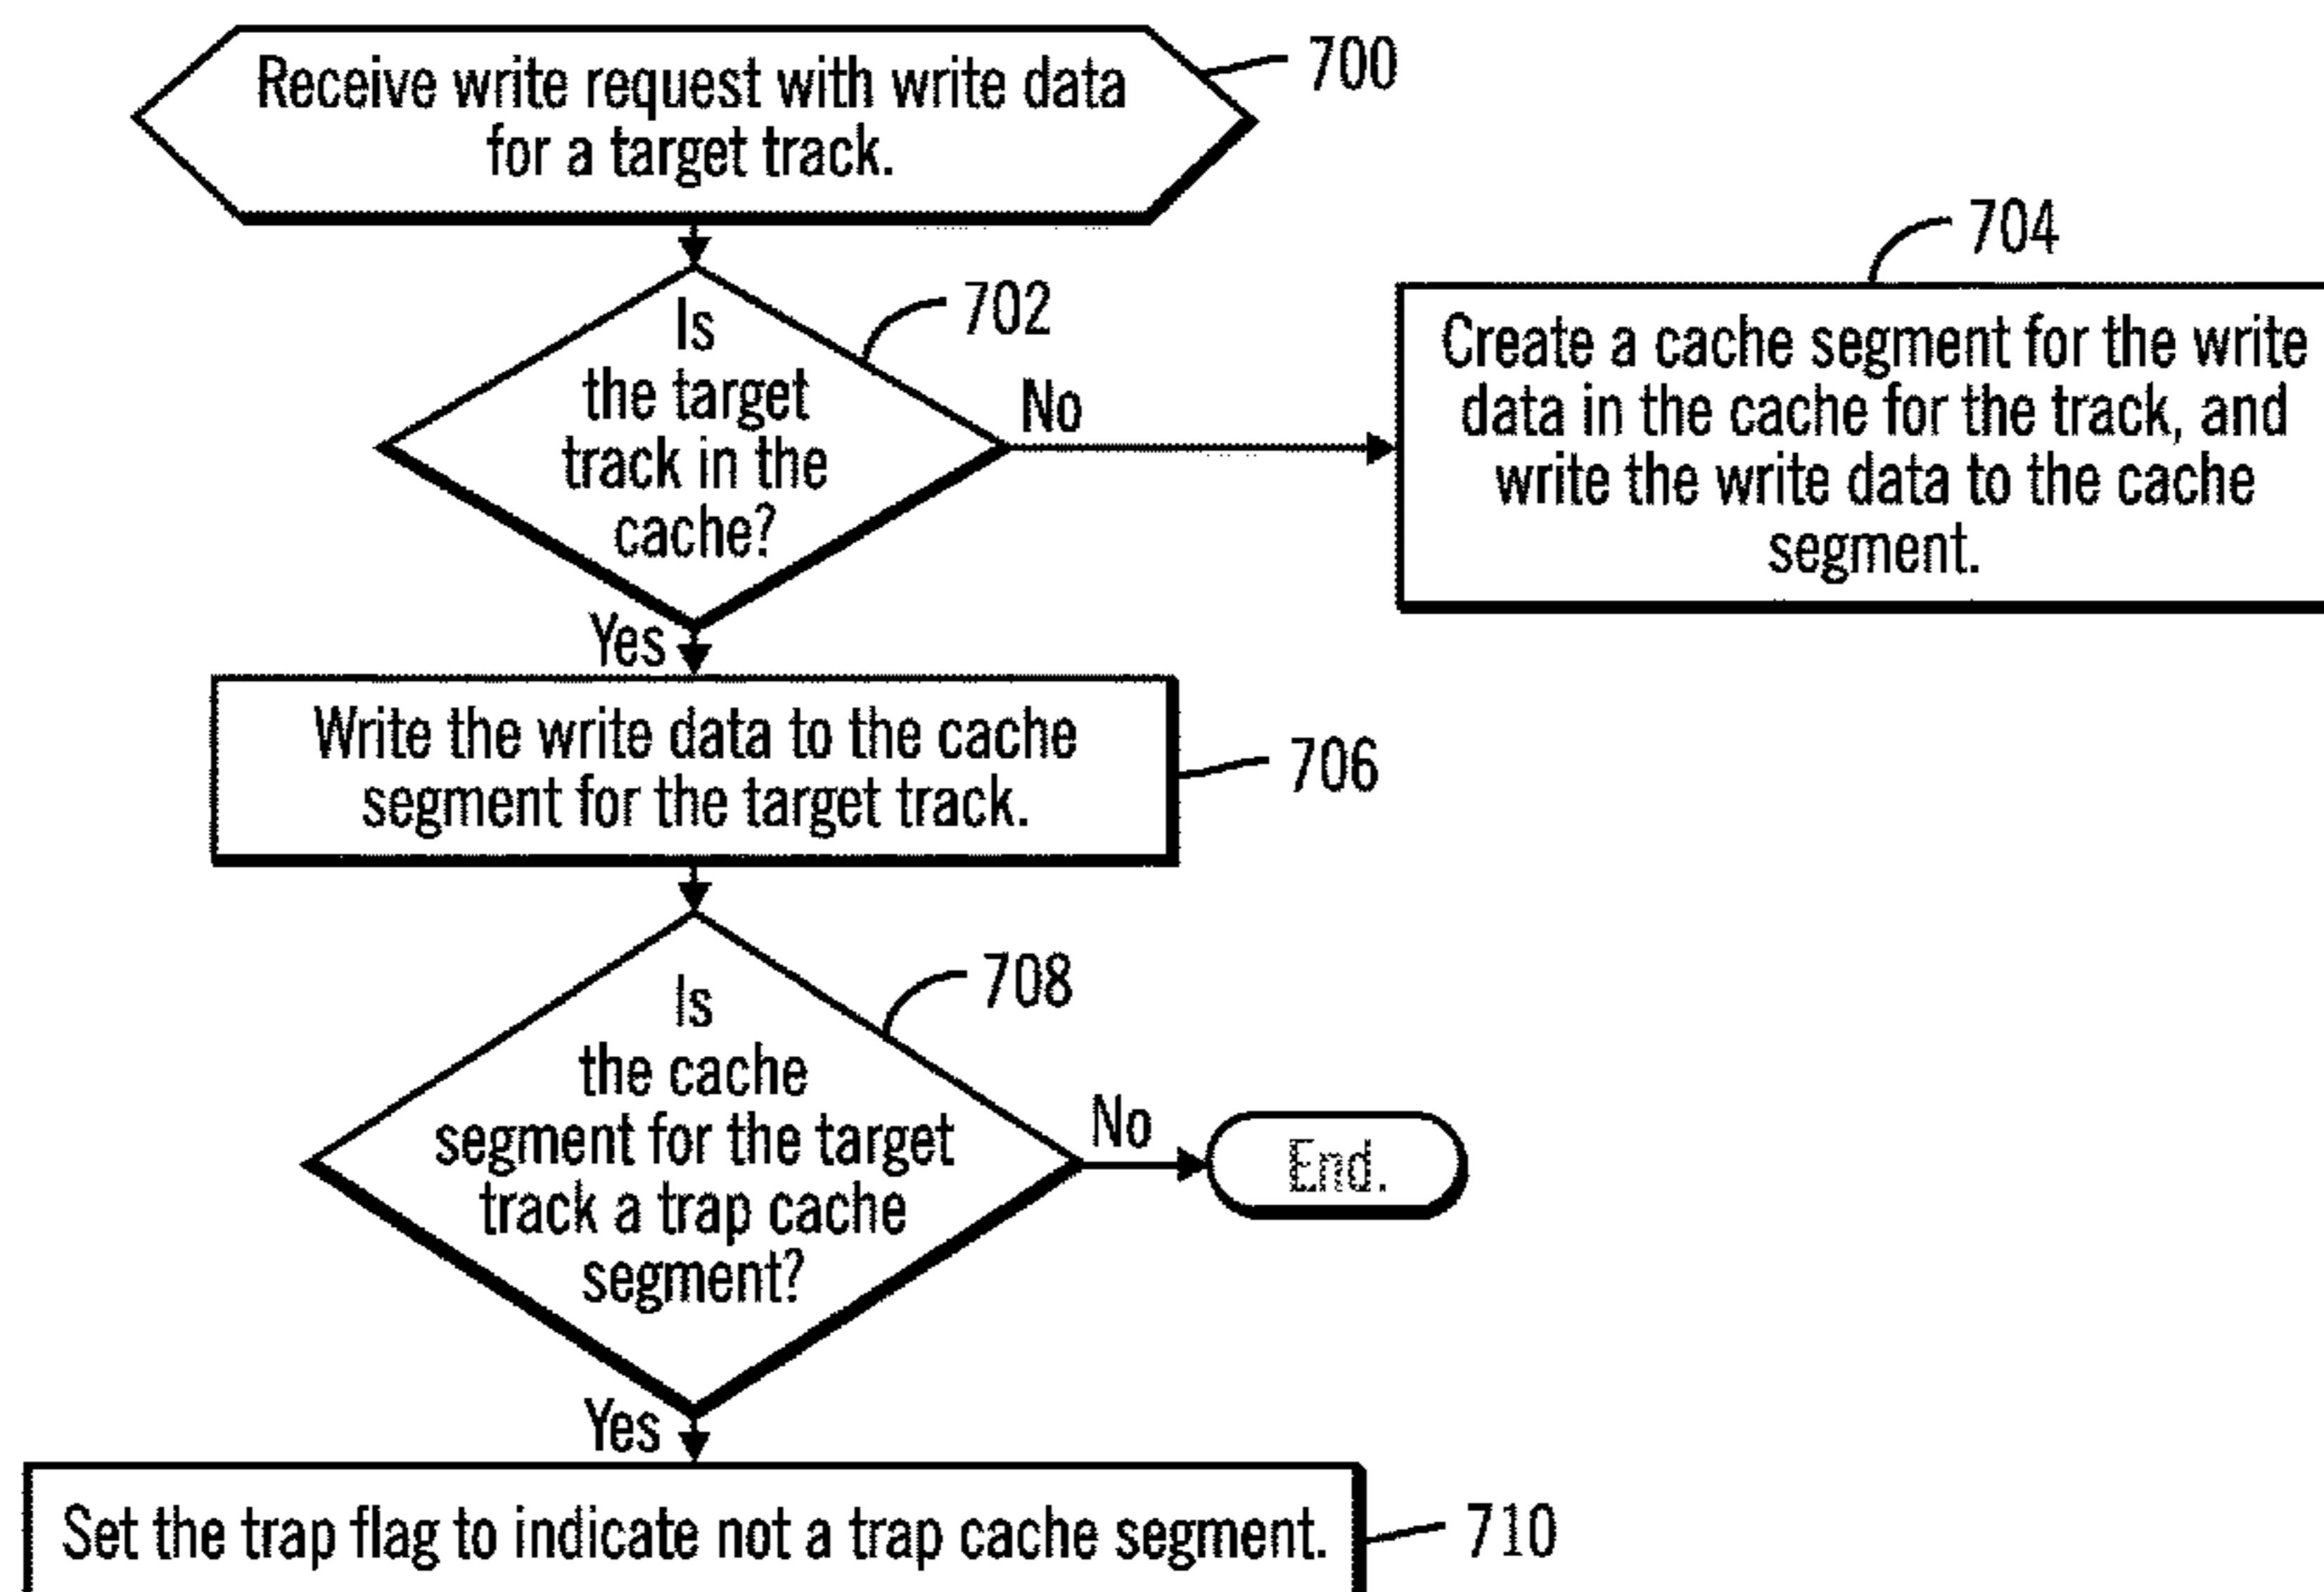 Receive write request with write data
for a target track.
700
Is
the target
track in the
cache?
702
No
704
Create a cache segment for the write
data in the cache for the track, and
write the write data to the cache
segment.
Yes
Write the write data to the cache
segment for the target track.
706
Is
the cache
segment for the target
track a trap cache
segment?
708
No
End.
Yes
Set the trap flag to indicate not a trap cache segment.
710